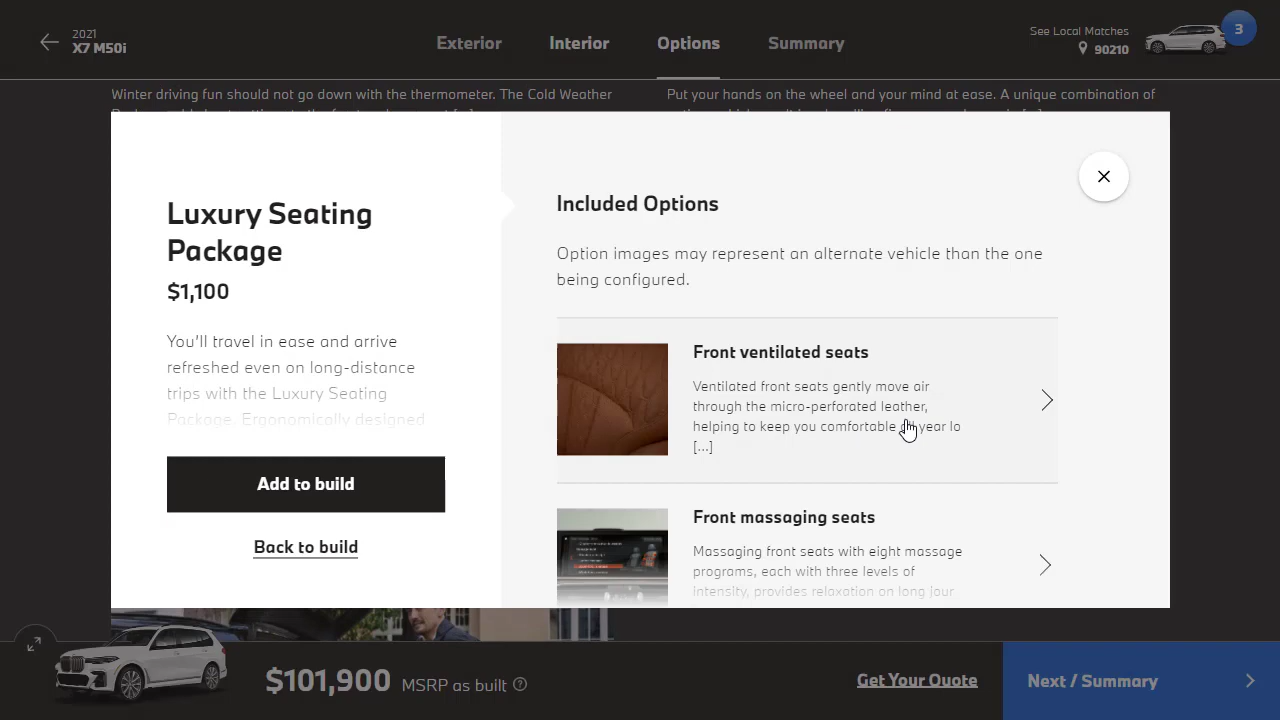 2021
X7 M50i
Exterior
Interior
Options
Summary
See Local Matches
90210
3
Winter driving fun should not go down with the thermometer. The Cold Weather
Put your hands on the wheel and your mind at ease. A unique combination of
Luxury Seating
Package
$1,100
You'll travel in ease and arrive
refreshed even on long-distance
trips with the Luxury Seating
Package. Ergonomically designed
Add to build
Back to build
Included Options
Option images may represent an alternate vehicle than the one
being configured.
Front ventilated seats
Ventilated front seats gently move air
through the micro-perforated leather,
helping to keep you comfortable all year lo
[...]
Front massaging seats
Massaging front seats with eight massage
programs, each with three levels of
intensity, provides relaxation on long jour
$101,900 MSRP as built
Get Your Quote
Next / Summary